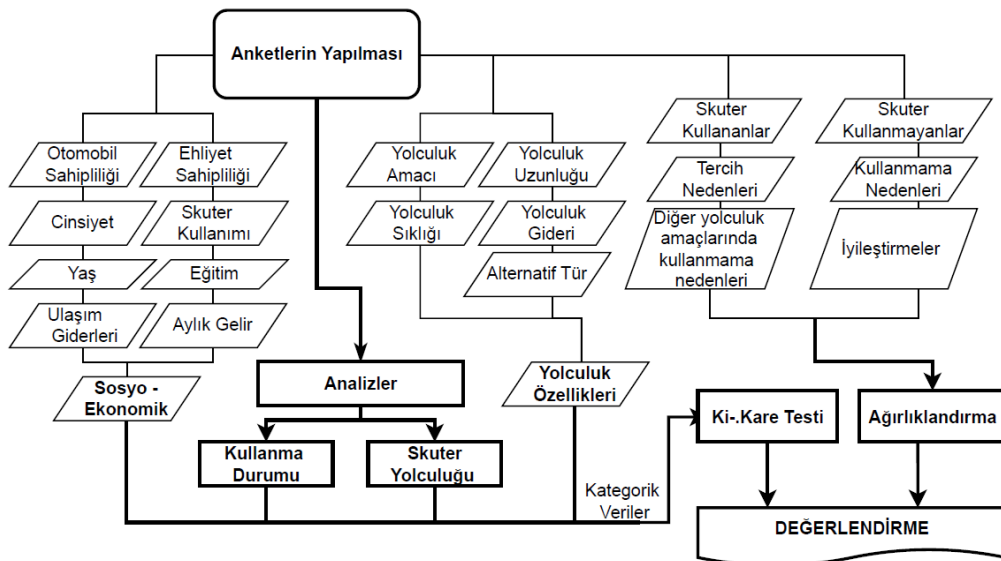 Anketlerin Yapılması
Otomobil
Sahipliliği
Ehliyet
Sahipliliği
Yolculuk
Amacı
Yolculuk
Uzunluğu
Skuter
Kullananlar
Skuter
Kullanmayanlar
Tercih
Nedenleri
Kullanmama
Nedenleri
Cinsiyet
Skuter
Kullanımı
Yolculuk
Sıklığı
Yolculuk
Gideri
Diğer yolculuk
amaçlarında
kullanmama
nedenleri
İyileştirmeler
Yaş
Eğitim
Alternatif Tür
Ulaşım
Giderleri
Aylık Gelir
Sosyo -
Ekonomik
Analizler
Yolculuk
Özellikleri
Ki-.Kare Testi
Ağırlıklandırma
Kullanma
Durumu
Skuter
Yolculuğu
Kategorik
Veriler
DEĞERLENDİRME